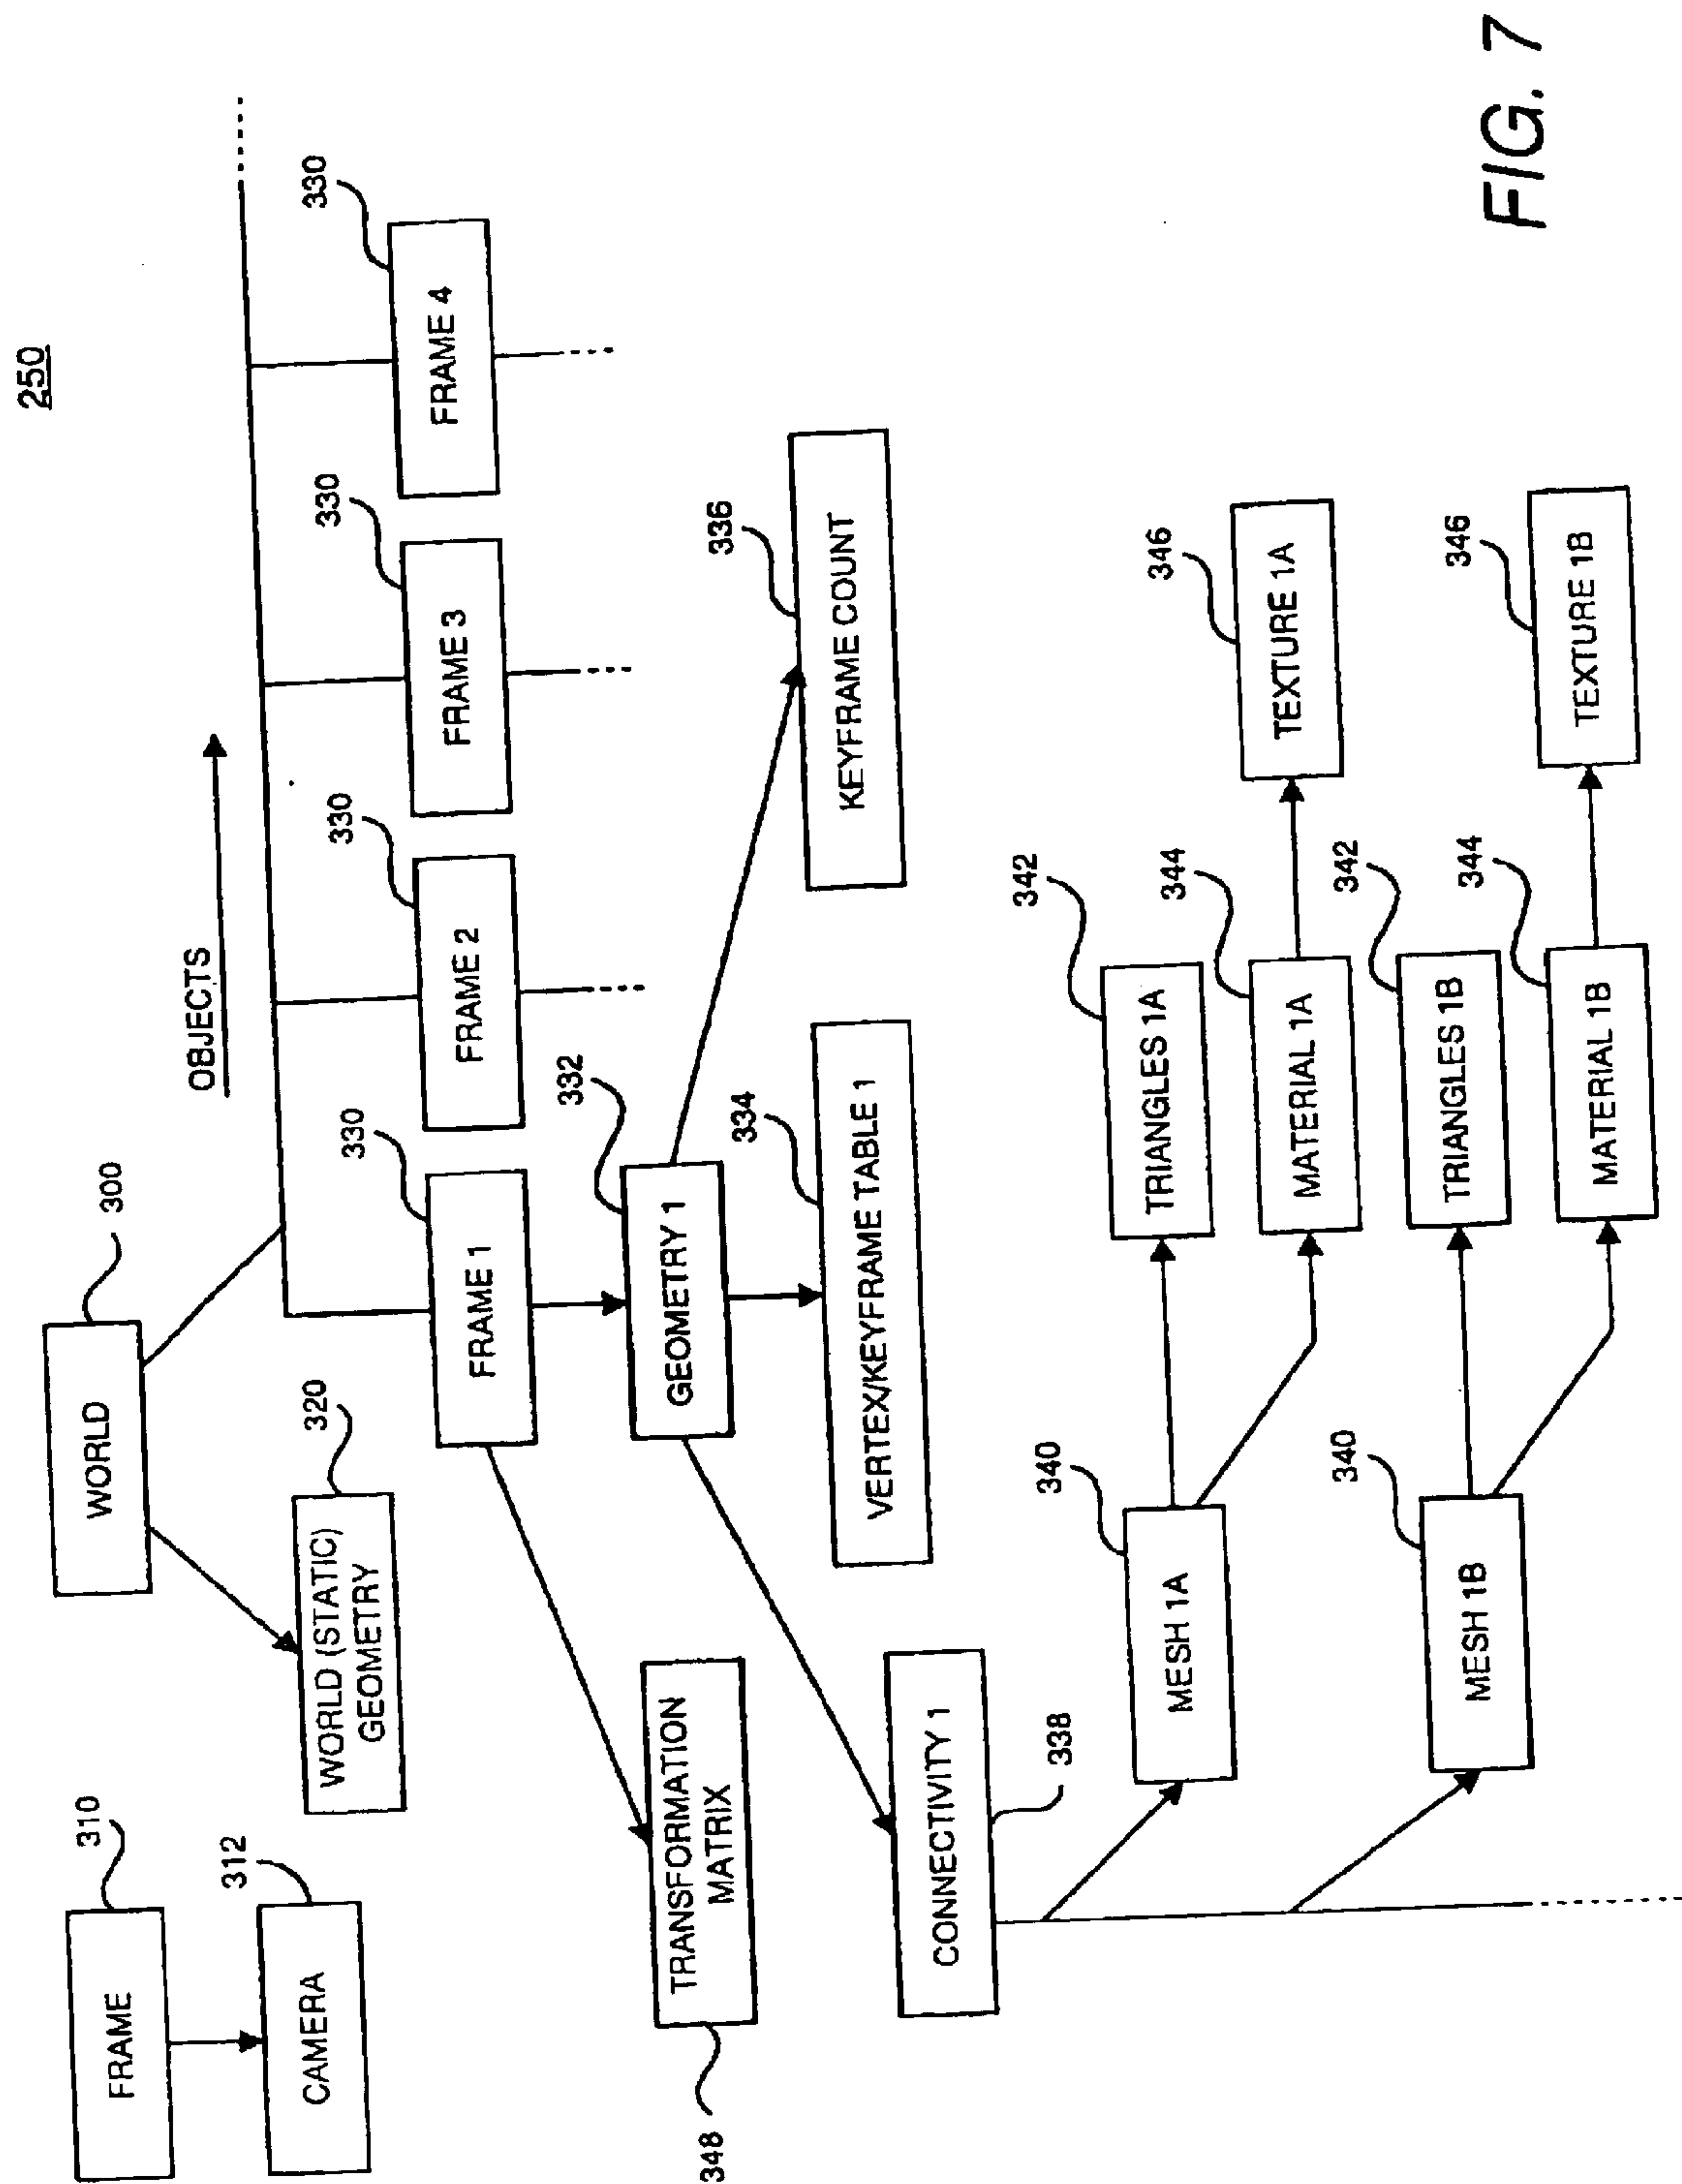 250
FRAME
310
CAMERA
312
WORLD
300
WORLD (STATIC)
GEOMETRY
320
OBJECTS
FRAME 1
330
FRAME 2
330
FRAME 3
330
FRAME 4
330
TRANSFORMATION
MATRIX
348
GEOMETRY 1
332
CONNECTIVITY 1
338
VERTEX/KEYFRAME TABLE 1
334
KEYFRAME COUNT
336
MESH 1A
340
TRIANGLES 1A
342
MATERIAL 1A
344
TEXTURE 1A
346
MESH 1B
340
TRIANGLES 1B
342
MATERIAL 1B
344
TEXTURE 1B
346
FIG. 7